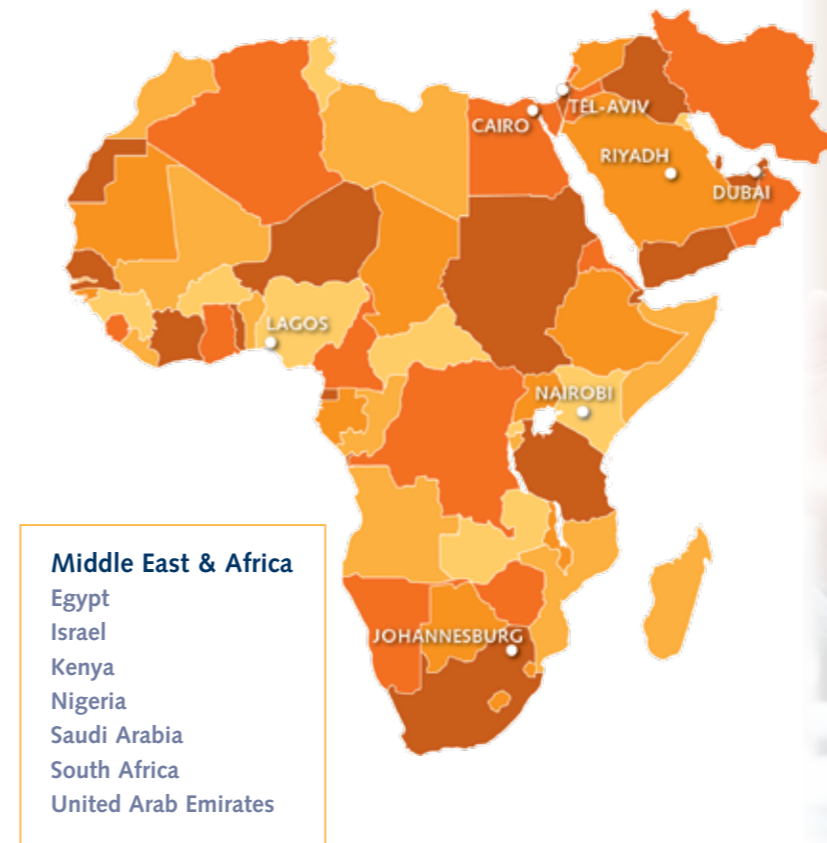 TEL-AVIV
CAIRO
RIYADH
DUBAI
LAGOS
NAIROBI
JOHANNESBURG
Middle East & Africa
Egypt
Israel
Kenya
Nigeria
Saudi Arabia
South Africa
United Arab Emirates